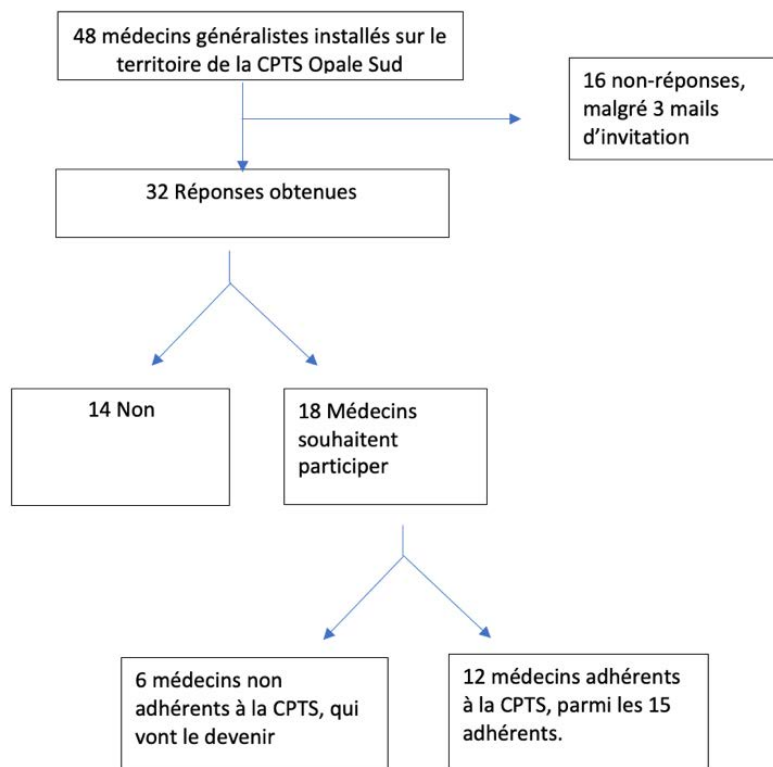 48 médecins généralistes installés sur le
territoire de la CPTS Opale Sud
16 non-réponses,
malgré 3 mails
d’invitation
32 Réponses obtenues
14 Non
18 Médecins
souhaitent
participer
6 médecins non
adhérents à la CPTS, qui
vont le devenir
12 médecins adhérents
à la CPTS, parmi les 15
adhérents.